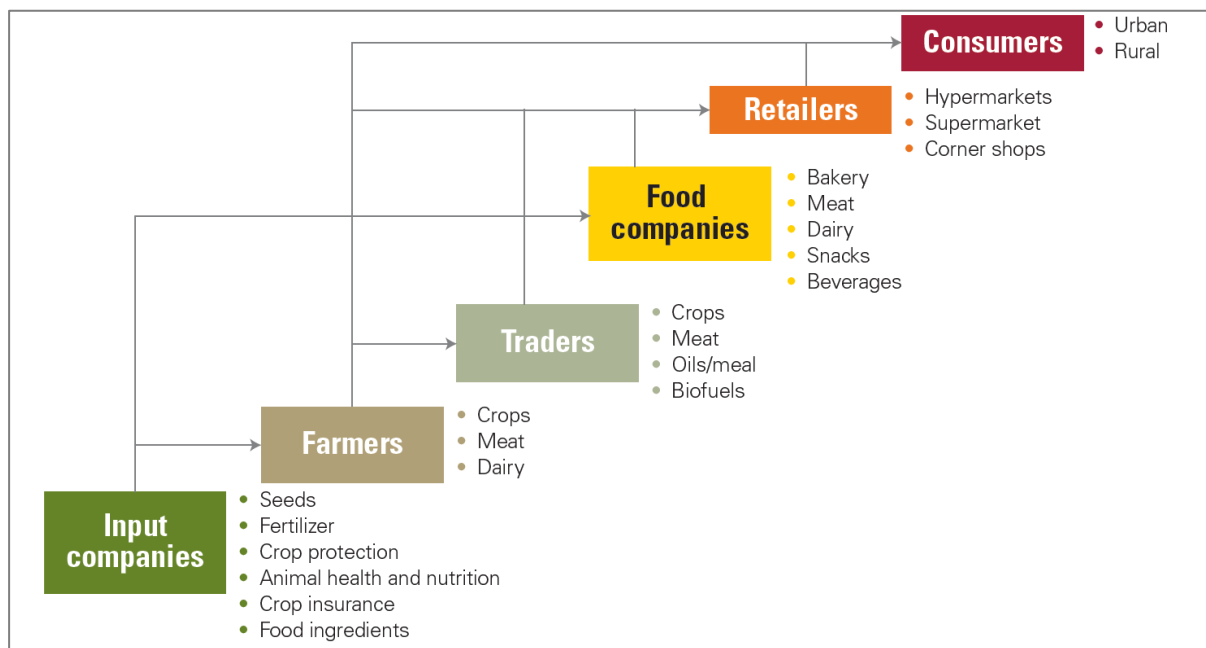 Consumers
Urban
Rural
Retailers
Hypermarkets
Supermarket
Corner shops
Food
companies
Bakery
Meat
Dairy
Snacks
Beverages
Traders
Crops
Meat
Oils/meal
Biofuels
Farmers
Crops
Meat
Dairy
Input
companies
Seeds
Fertilizer
Crop protection
Animal health and nutrition
Crop insurance
Food ingredients